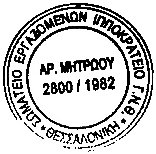 ΣΩΜΑΤΕΙΟ ΕΡΓΑΖΟΜΕΝΩΝ ΙΠΠΟΚΡΑΤΕΙΟ Γ.Ν.Θ
ΑΡ. ΜΗΤΡΩΟΥ
2800 / 1982
* ΘΕΣΣΑΛΟΝΙΚΗ *